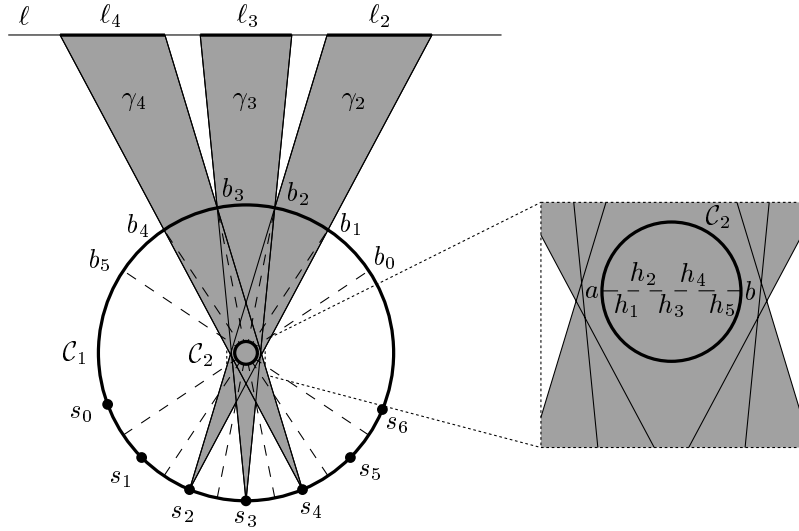 ℓ ℓ₄ ℓ₃ ℓ₂
γ₄ γ₃ γ₂
b₃ b₂
b₄ b₁
b₅ b₀
C₁ C₂
s₀ s₆
s₁ s₅
s₂ s₃ s₄
C₂
h₂ h₄
a b
h₁ h₃ h₅